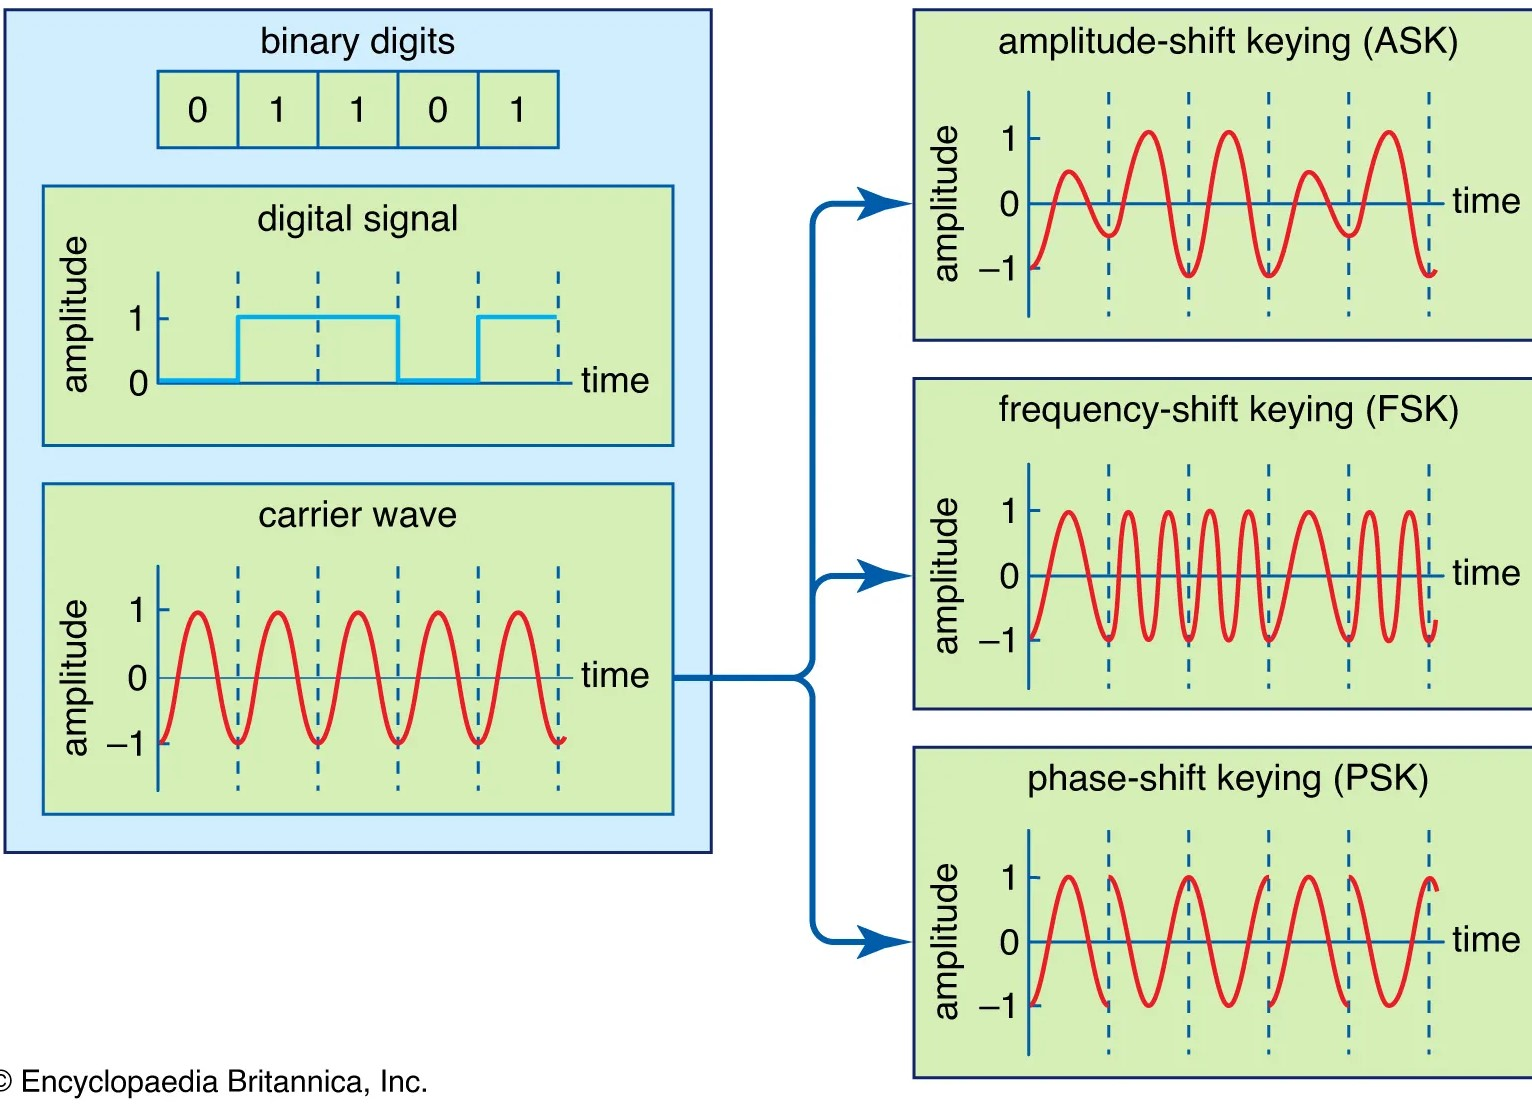 binary digits
0 1 1 0 1
digital signal
amplitude
1
0
time
carrier wave
amplitude
1
0
–1
time
amplitude-shift keying (ASK)
amplitude
1
0
–1
time
frequency-shift keying (FSK)
amplitude
1
0
–1
time
phase-shift keying (PSK)
amplitude
1
0
–1
time
© Encyclopaedia Britannica, Inc.